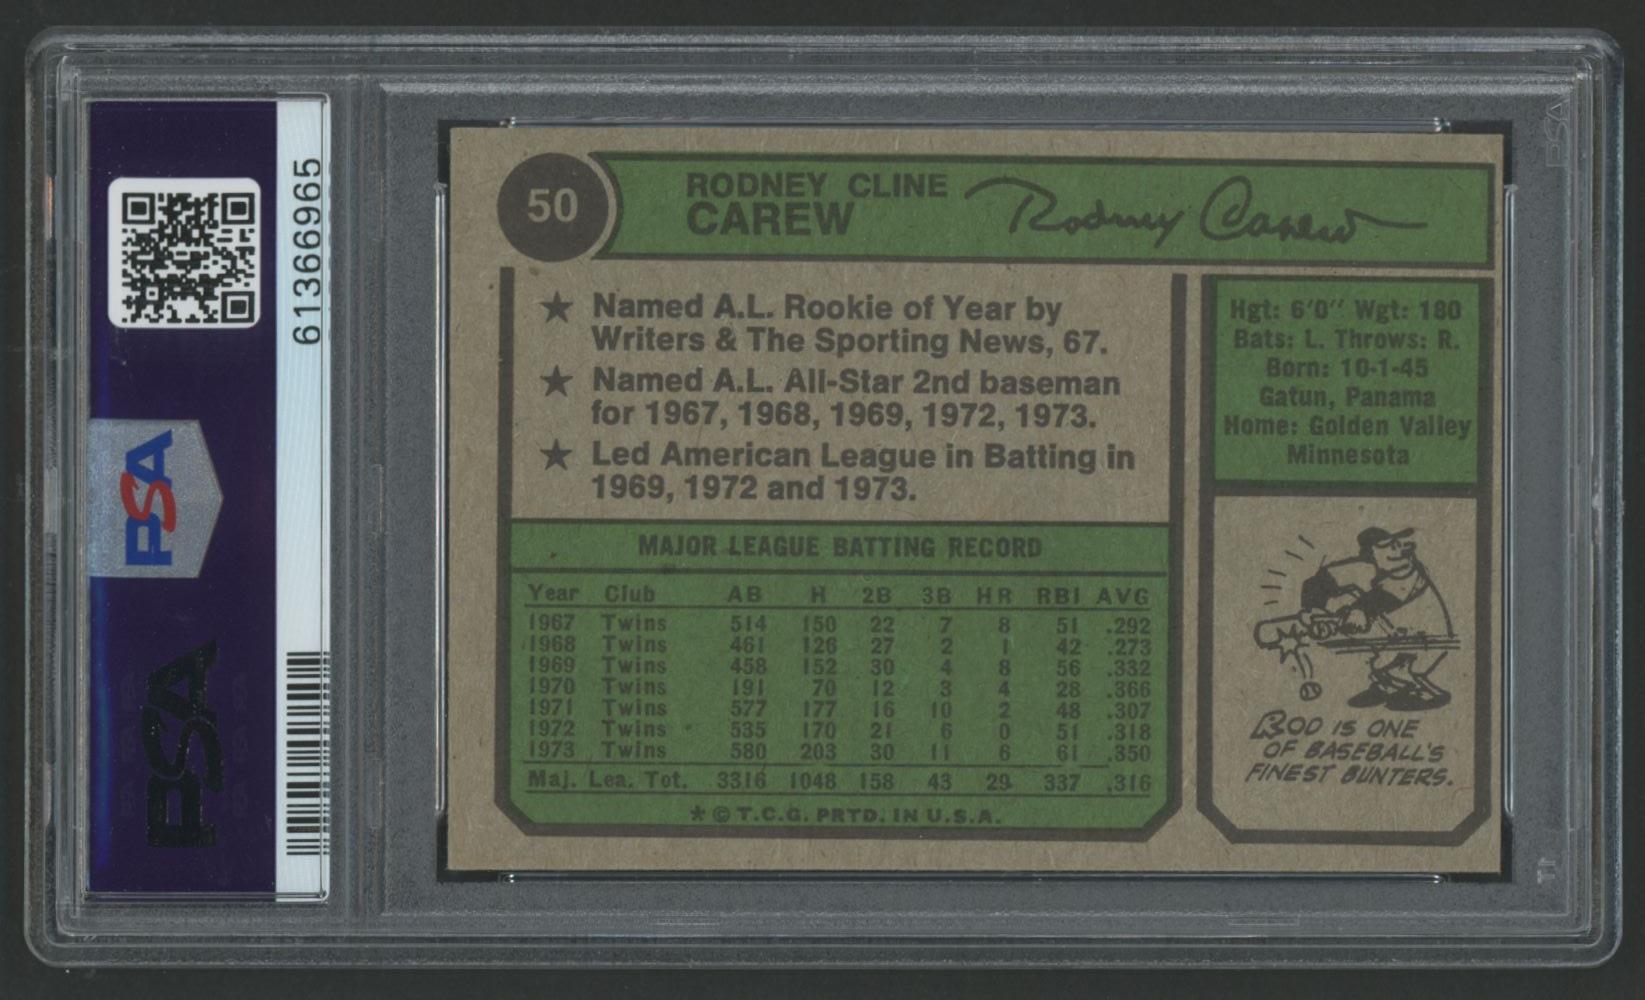 61366965
PSA
PSA
50
RODNEY CLINE
CAREW
Rodney Carew
★ Named A.L. Rookie of Year by
Writers & The Sporting News, 67.
★ Named A.L. All-Star 2nd baseman
for 1967, 1968, 1969, 1972, 1973.
★ Led American League in Batting in
1969, 1972 and 1973.
Hgt: 6'0" Wgt: 180
Bats: L. Throws: R.
Born: 10-1-45
Gatun, Panama
Home: Golden Valley
Minnesota
MAJOR LEAGUE BATTING RECORD
Year Club AB H 2B 3B HR RBI AVG
1967 Twins 514 150 22 7 8 51 .292
1968 Twins 461 126 27 2 1 42 .273
1969 Twins 458 152 30 4 8 56 .332
1970 Twins 191 70 12 3 4 28 .366
1971 Twins 577 177 16 10 2 48 .307
1972 Twins 535 170 21 6 0 51 .318
1973 Twins 580 203 30 11 6 61 .350
Maj. Lea. Tot. 3316 1048 158 43 29 337 .316
* © T.C.G. PRTD. IN U.S.A.
ROD IS ONE
OF BASEBALL'S
FINEST BUNTERS.
PSA